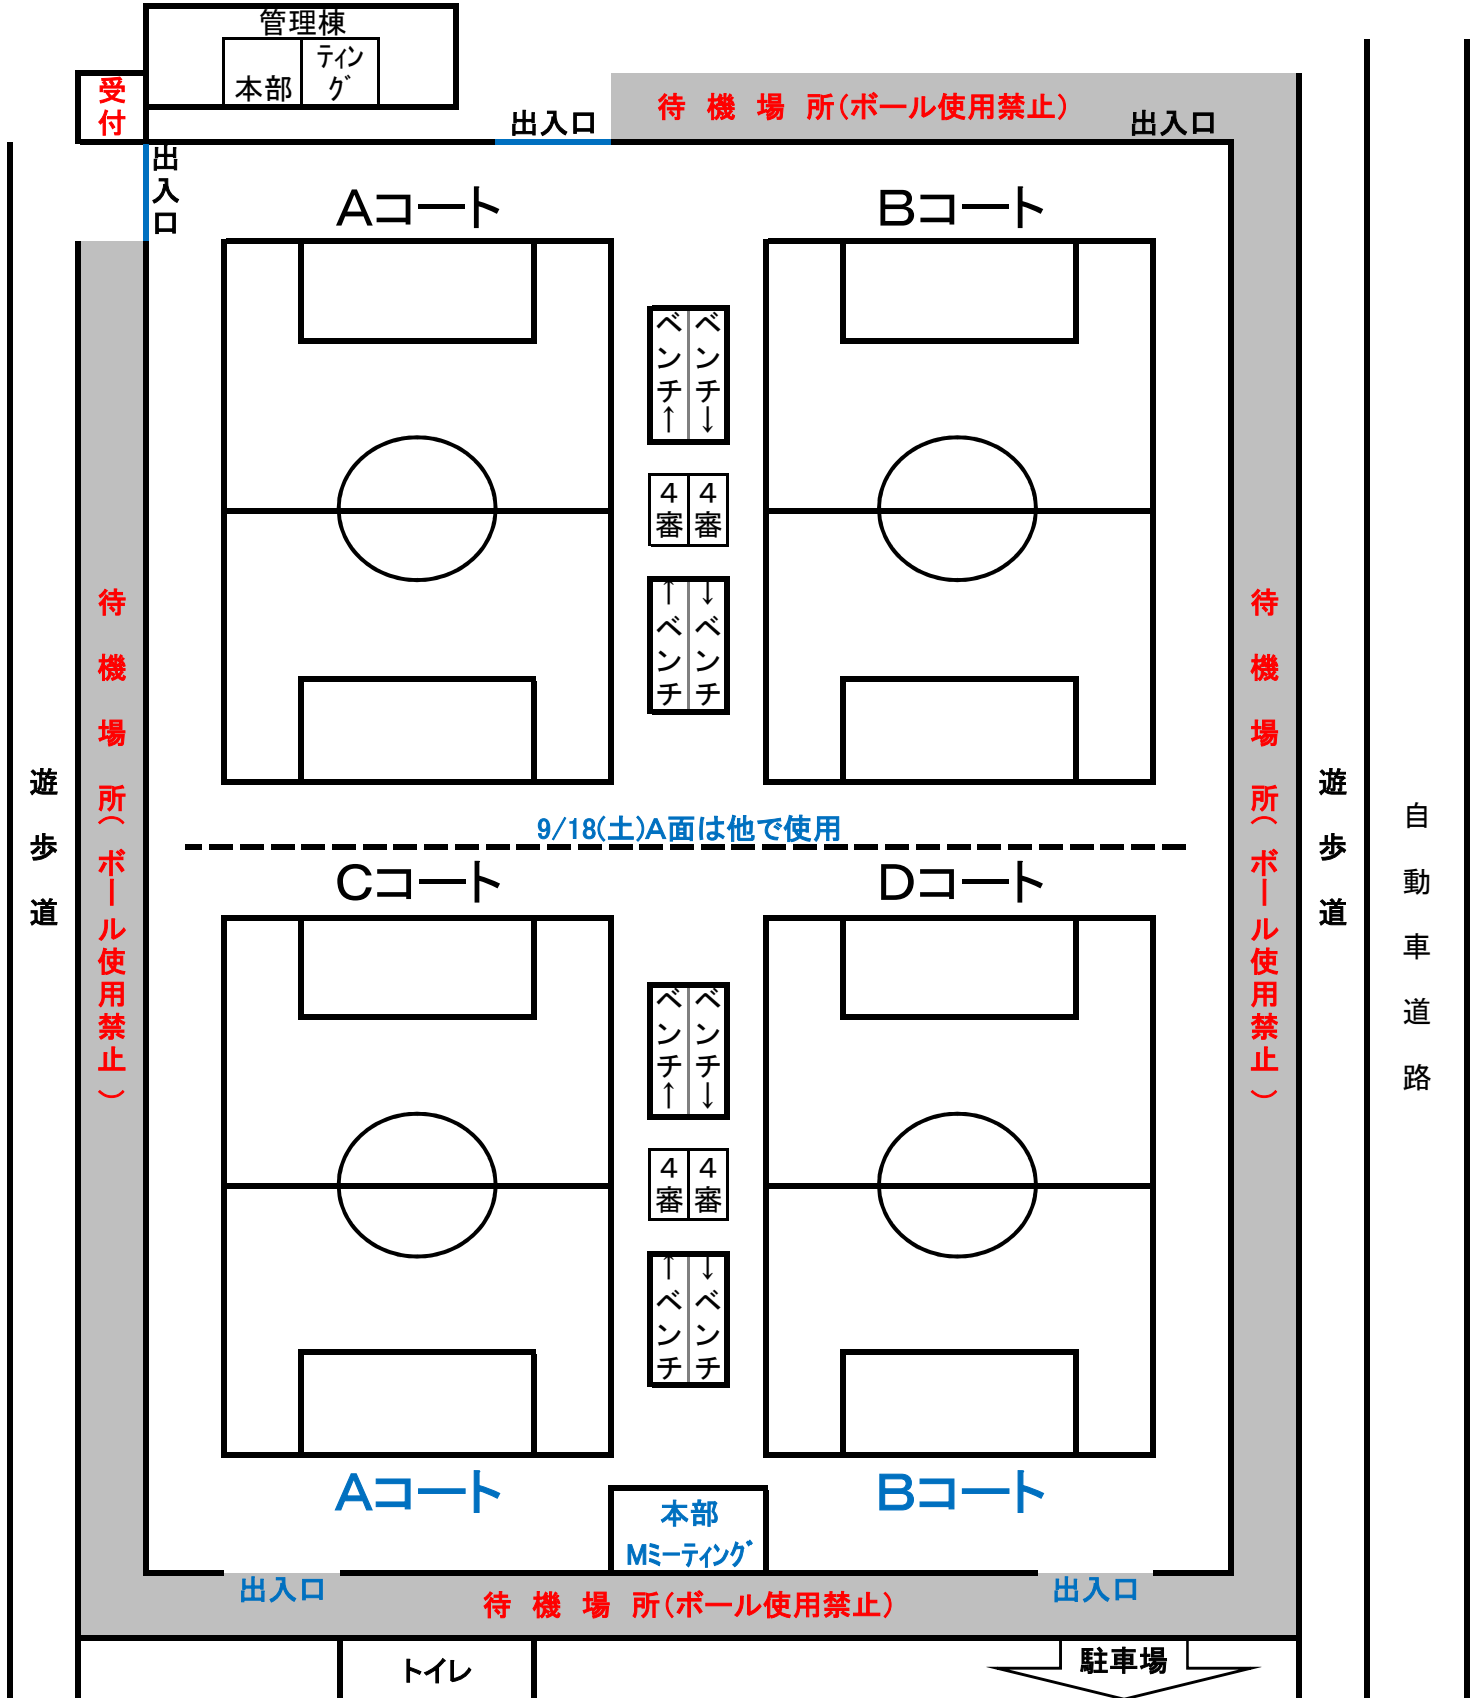 管理棟
本部
ティン
グ
受付
待　機　場　所(ボール使用禁止)
出入口
出入口
出入口
Aコート
Bコート
ベンチ↑
ベンチ↓
4審
4審
↑ベンチ
↓ベンチ
待　機　場　所(ボール使用禁止)
待　機　場　所(ボール使用禁止)
遊　歩　道
遊　歩　道
自　動　車　道　路
9/18(土)A面は他で使用
Cコート
Dコート
ベンチ↑
ベンチ↓
4審
4審
↑ベンチ
↓ベンチ
Aコート
Bコート
本部
Mミーティング
出入口
出入口
待　機　場　所(ボール使用禁止)
トイレ
駐車場